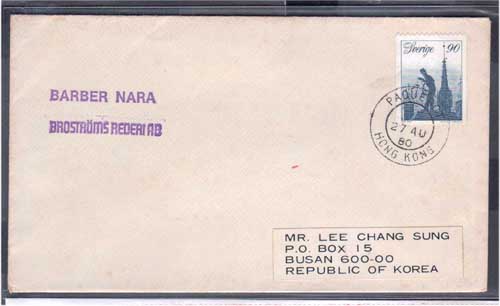 Sverige 90
BARBER NARA
BROSTRÖMS REDERI AB
PAQUE
27 AU
80
HONG KONG
MR. LEE CHANG SUNG
P.O. BOX 15
BUSAN 600-00
REPUBLIC OF KOREA